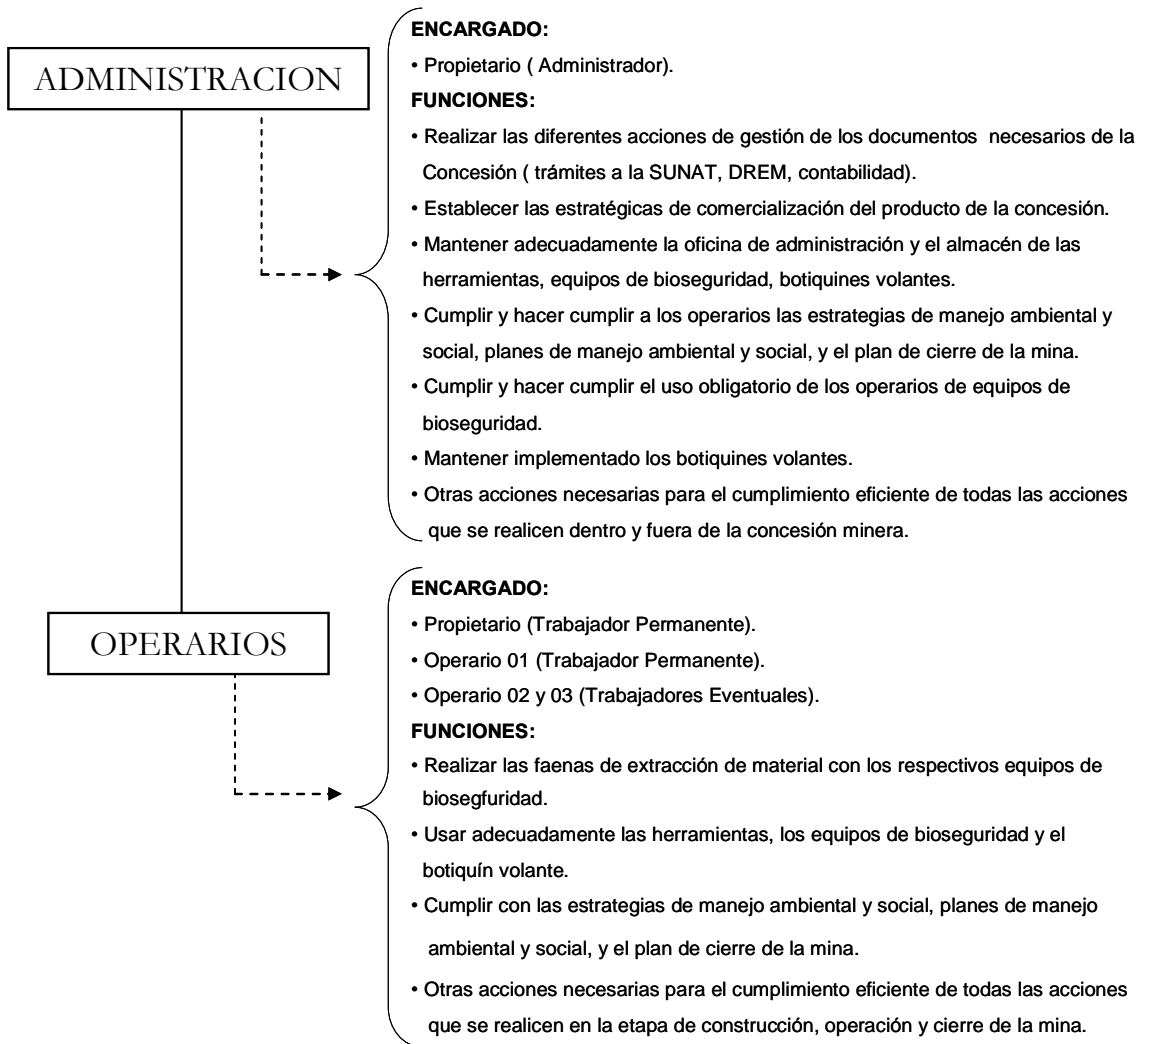 ADMINISTRACION
ENCARGADO:
• Propietario ( Administrador).
FUNCIONES:
• Realizar las diferentes acciones de gestión de los documentos necesarios de la
Concesión ( trámites a la SUNAT, DREM, contabilidad).
• Establecer las estratégicas de comercialización del producto de la concesión.
• Mantener adecuadamente la oficina de administración y el almacén de las
herramientas, equipos de bioseguridad, botiquines volantes.
• Cumplir y hacer cumplir a los operarios las estrategias de manejo ambiental y
social, planes de manejo ambiental y social, y el plan de cierre de la mina.
• Cumplir y hacer cumplir el uso obligatorio de los operarios de equipos de
bioseguridad.
• Mantener implementado los botiquines volantes.
• Otras acciones necesarias para el cumplimiento eficiente de todas las acciones
que se realicen dentro y fuera de la concesión minera.
OPERARIOS
ENCARGADO:
• Propietario (Trabajador Permanente).
• Operario 01 (Trabajador Permanente).
• Operario 02 y 03 (Trabajadores Eventuales).
FUNCIONES:
• Realizar las faenas de extracción de material con los respectivos equipos de
biosegfuridad.
• Usar adecuadamente las herramientas, los equipos de bioseguridad y el
botiquín volante.
• Cumplir con las estrategias de manejo ambiental y social, planes de manejo
ambiental y social, y el plan de cierre de la mina.
• Otras acciones necesarias para el cumplimiento eficiente de todas las acciones
que se realicen en la etapa de construcción, operación y cierre de la mina.